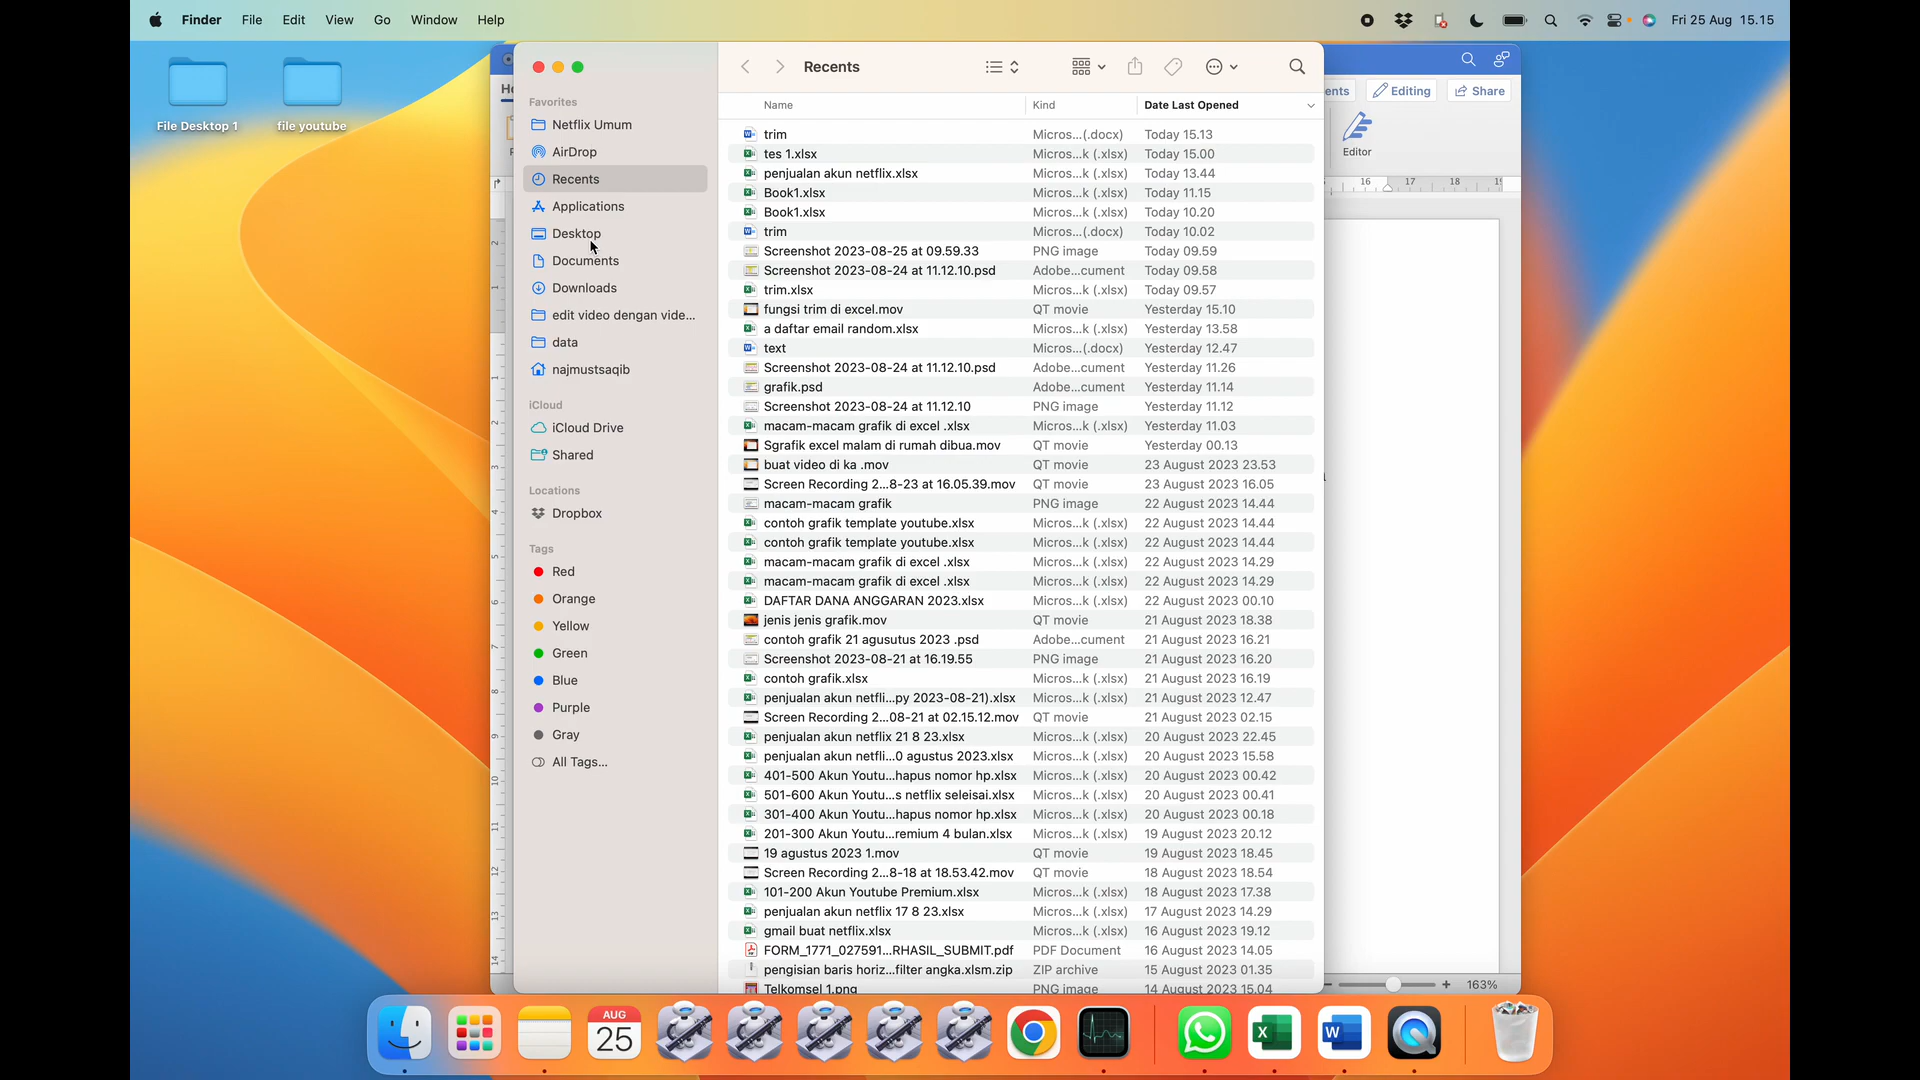 Finder File Edit View Go Window Help Fri 25 Aug 15.15
File Desktop 1
file youtube
Favorites
Netflix Umum
AirDrop
Recents
Applications
Desktop
Documents
Downloads
edit video dengan vide...
data
najmustsaqib
iCloud
iCloud Drive
Shared
Locations
Dropbox
Tags
Red
Orange
Yellow
Green
Blue
Purple
Gray
All Tags...
Recents
Name Kind Date Last Opened
trim Micros...(.docx) Today 15.13
tes 1.xlsx Micros...k (.xlsx) Today 15.00
penjualan akun netflix.xlsx Micros...k (.xlsx) Today 13.44
Book1.xlsx Micros...k (.xlsx) Today 11.15
Book1.xlsx Micros...k (.xlsx) Today 10.20
trim Micros...(.docx) Today 10.02
Screenshot 2023-08-25 at 09.59.33 PNG image Today 09.59
Screenshot 2023-08-24 at 11.12.10.psd Adobe...cument Today 09.58
trim.xlsx Micros...k (.xlsx) Today 09.57
fungsi trim di excel.mov QT movie Yesterday 15.10
a daftar email random.xlsx Micros...k (.xlsx) Yesterday 13.58
text Micros...(.docx) Yesterday 12.47
Screenshot 2023-08-24 at 11.12.10.psd Adobe...cument Yesterday 11.26
grafik.psd Adobe...cument Yesterday 11.14
Screenshot 2023-08-24 at 11.12.10 PNG image Yesterday 11.12
macam-macam grafik di excel .xlsx Micros...k (.xlsx) Yesterday 11.03
Sgrafik excel malam di rumah dibua.mov QT movie Yesterday 00.13
buat video di ka .mov QT movie 23 August 2023 23.53
Screen Recording 2...8-23 at 16.05.39.mov QT movie 23 August 2023 16.05
macam-macam grafik PNG image 22 August 2023 14.44
contoh grafik template youtube.xlsx Micros...k (.xlsx) 22 August 2023 14.44
contoh grafik template youtube.xlsx Micros...k (.xlsx) 22 August 2023 14.44
macam-macam grafik di excel .xlsx Micros...k (.xlsx) 22 August 2023 14.29
macam-macam grafik di excel .xlsx Micros...k (.xlsx) 22 August 2023 14.29
DAFTAR DANA ANGGARAN 2023.xlsx Micros...k (.xlsx) 22 August 2023 00.10
jenis jenis grafik.mov QT movie 21 August 2023 18.38
contoh grafik 21 agusutus 2023 .psd Adobe...cument 21 August 2023 16.21
Screenshot 2023-08-21 at 16.19.55 PNG image 21 August 2023 16.20
contoh grafik.xlsx Micros...k (.xlsx) 21 August 2023 16.19
penjualan akun netfli...py 2023-08-21).xlsx Micros...k (.xlsx) 21 August 2023 12.47
Screen Recording 2...08-21 at 02.15.12.mov QT movie 21 August 2023 02.15
penjualan akun netflix 21 8 23.xlsx Micros...k (.xlsx) 20 August 2023 22.45
penjualan akun netfli...0 agustus 2023.xlsx Micros...k (.xlsx) 20 August 2023 15.58
401-500 Akun Youtu...hapus nomor hp.xlsx Micros...k (.xlsx) 20 August 2023 00.42
501-600 Akun Youtu...s netflix seleisai.xlsx Micros...k (.xlsx) 20 August 2023 00.41
301-400 Akun Youtu...hapus nomor hp.xlsx Micros...k (.xlsx) 20 August 2023 00.18
201-300 Akun Youtu...remium 4 bulan.xlsx Micros...k (.xlsx) 19 August 2023 20.12
19 agustus 2023 1.mov QT movie 19 August 2023 18.45
Screen Recording 2...8-18 at 18.53.42.mov QT movie 18 August 2023 18.54
101-200 Akun Youtube Premium.xlsx Micros...k (.xlsx) 18 August 2023 17.38
penjualan akun netflix 17 8 23.xlsx Micros...k (.xlsx) 17 August 2023 14.29
gmail buat netflix.xlsx Micros...k (.xlsx) 16 August 2023 19.12
FORM_1771_027591...RHASIL_SUBMIT.pdf PDF Document 16 August 2023 14.05
pengisian baris horiz...filter angka.xlsm.zip ZIP archive 15 August 2023 01.35
Telkomsel 1.png PNG image 14 August 2023 15.04
ents Editing Share
Editor
16 17 18
163%
AUG
25